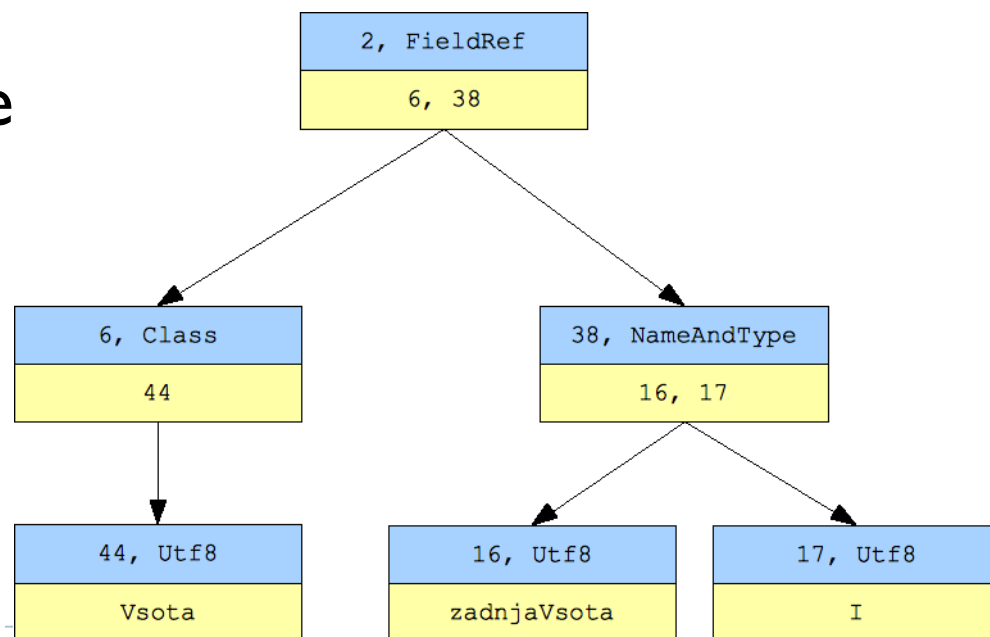 e
2, FieldRef
6, 38
6, Class
44
38, NameAndType
16, 17
44, Utf8
Vsota
16, Utf8
zadnjaVsota
17, Utf8
I